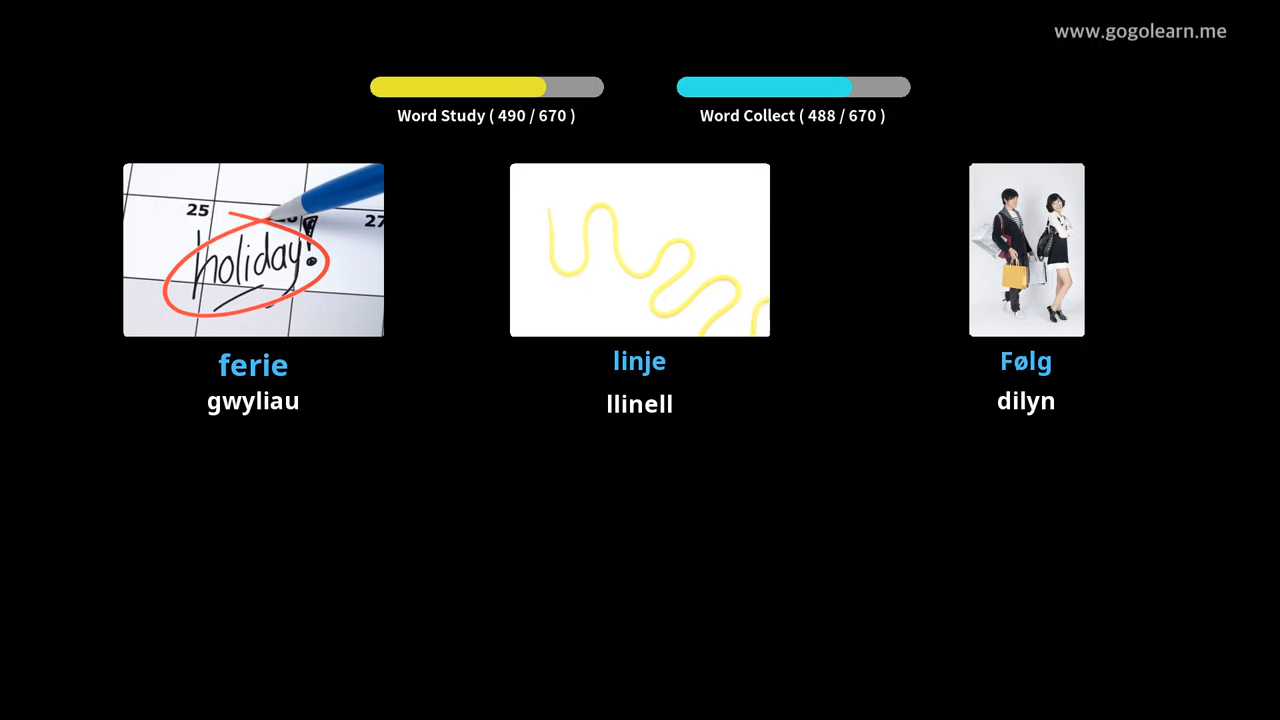 www.gogolearn.me
Word Study ( 490 / 670 )
Word Collect ( 488 / 670 )
25
27
holiday!
ferie
linje
Følg
gwyliau
llinell
dilyn